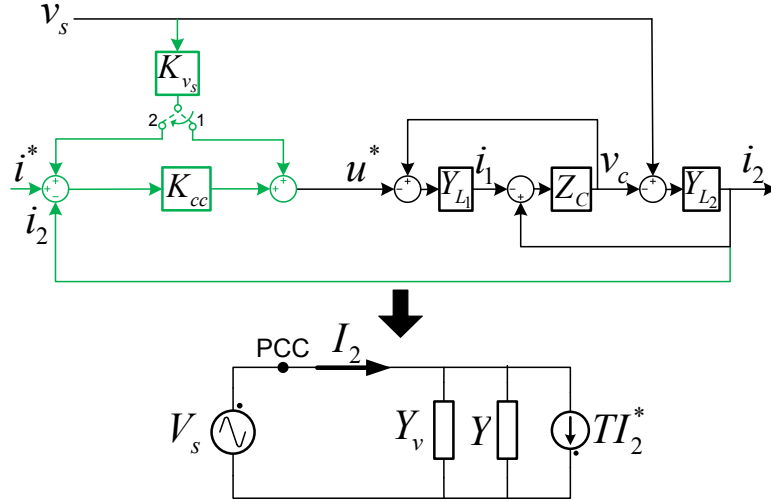 v_s
K_{v_s}
2 1
i^* K_{cc} u^* Y_{L_1} i_1 Z_C v_c Y_{L_2} i_2
+ + − + + − − −
i_2
PCC I_2
V_s Y_v Y TI_2^*